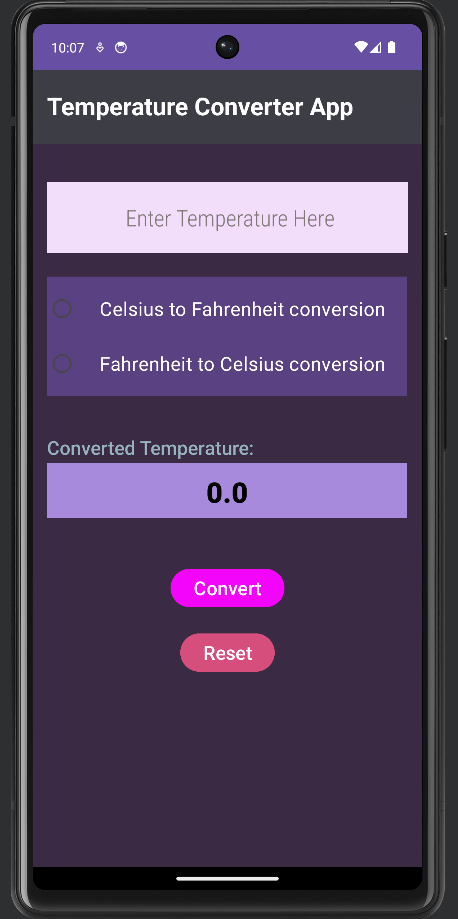 10:07
Temperature Converter App
Enter Temperature Here
Celsius to Fahrenheit conversion
Fahrenheit to Celsius conversion
Converted Temperature:
0.0
Convert
Reset